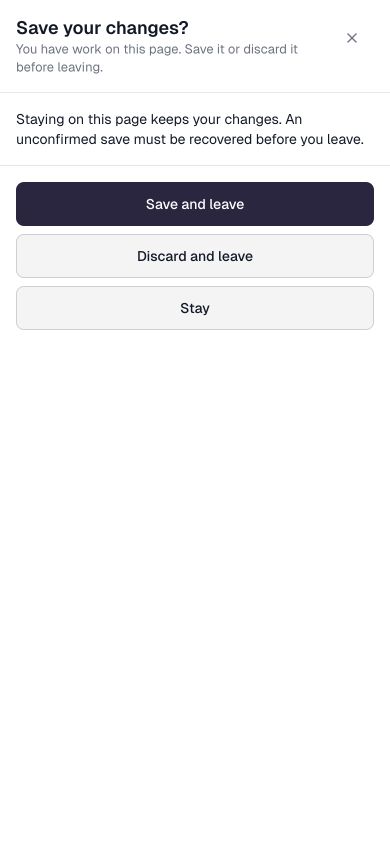 Save your changes?
You have work on this page. Save it or discard it
before leaving.
Staying on this page keeps your changes. An
unconfirmed save must be recovered before you leave.
Save and leave
Discard and leave
Stay